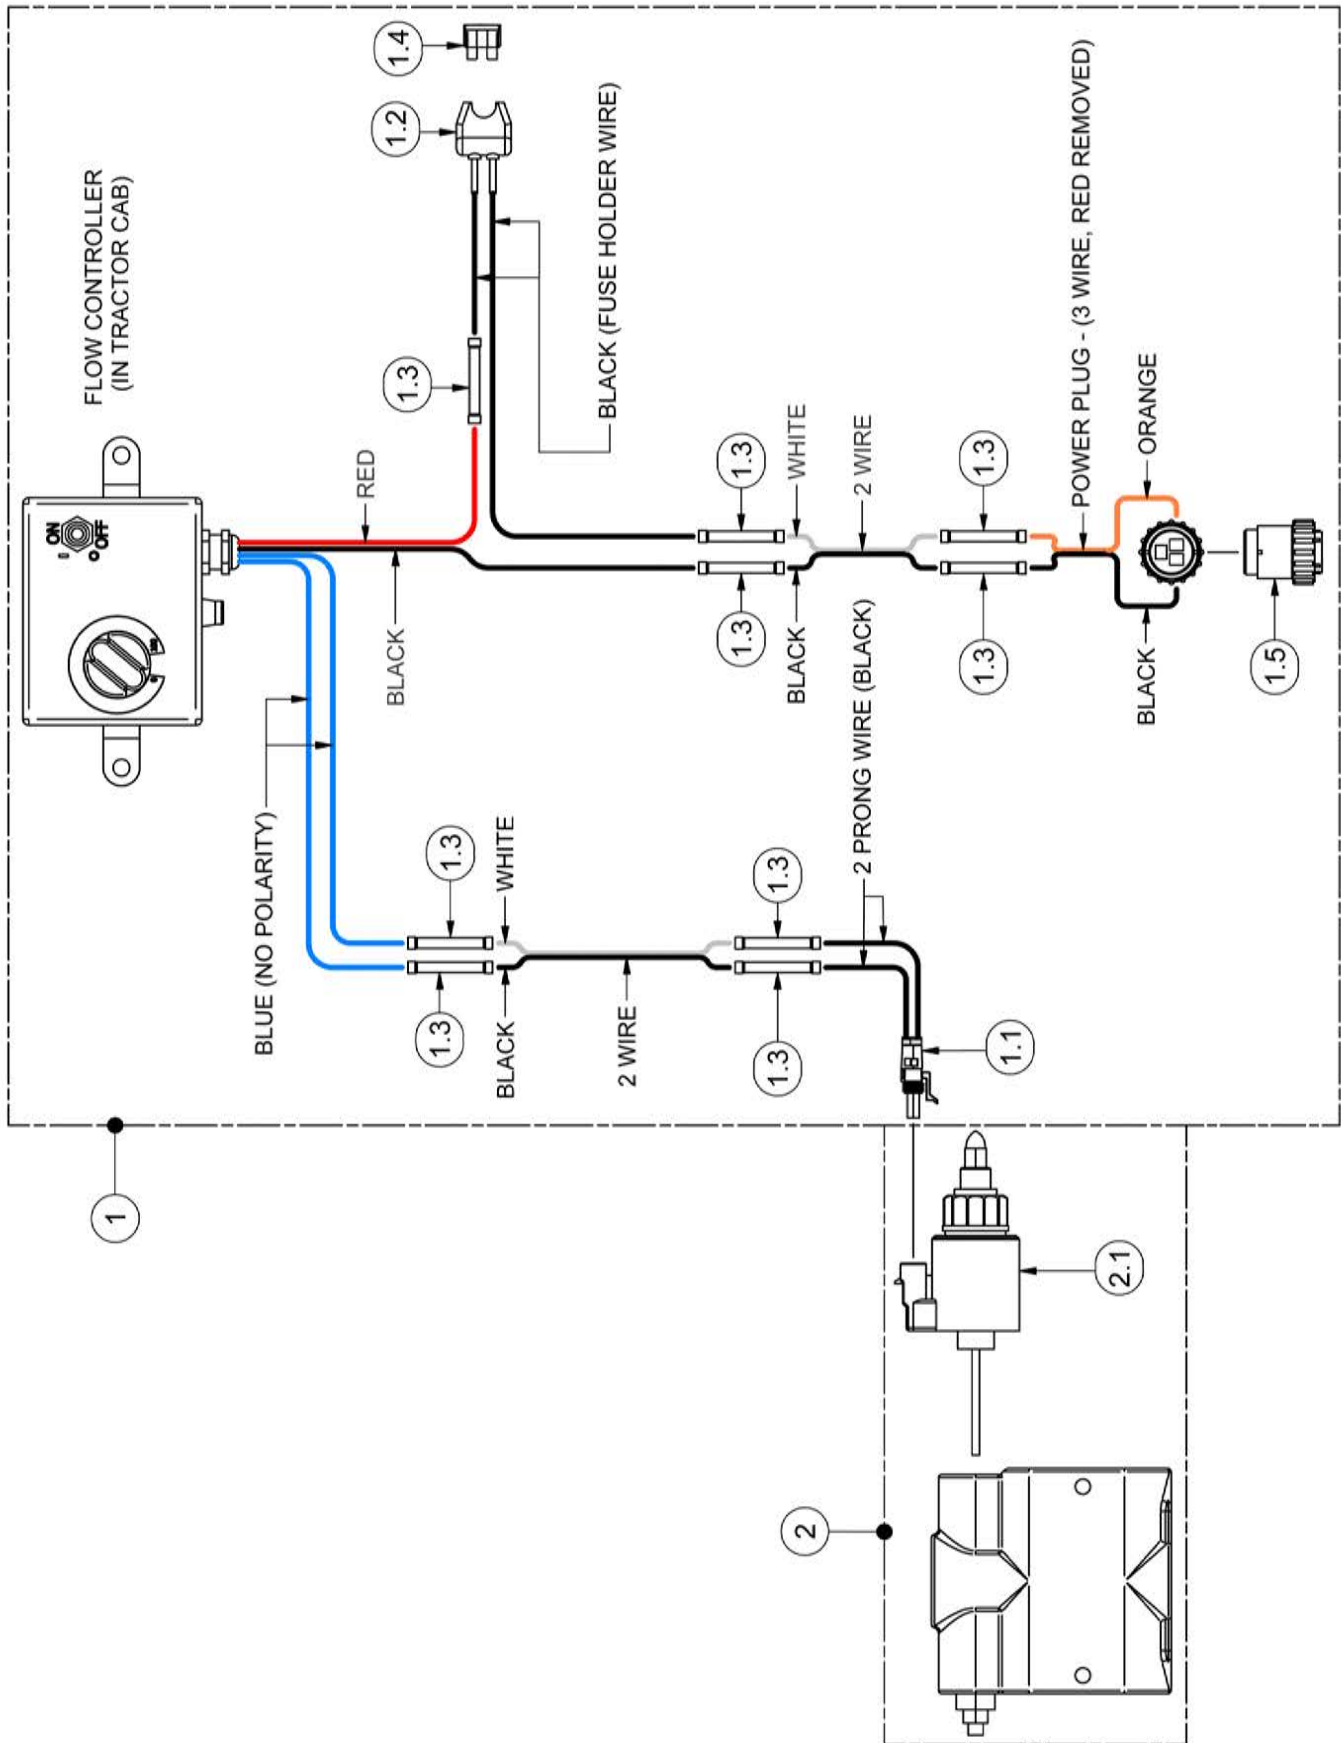 FLOW CONTROLLER
(IN TRACTOR CAB)
ON
OFF
1.4
1.2
1.3
RED
BLACK
BLACK (FUSE HOLDER WIRE)
BLUE (NO POLARITY)
1.3
1.3
WHITE
BLACK
2 WIRE
1.3
1.3
2 PRONG WIRE (BLACK)
1.1
1.3
1.3
WHITE
BLACK
2 WIRE
1.3
1.3
POWER PLUG - (3 WIRE, RED REMOVED)
ORANGE
BLACK
1.5
1
2
2.1